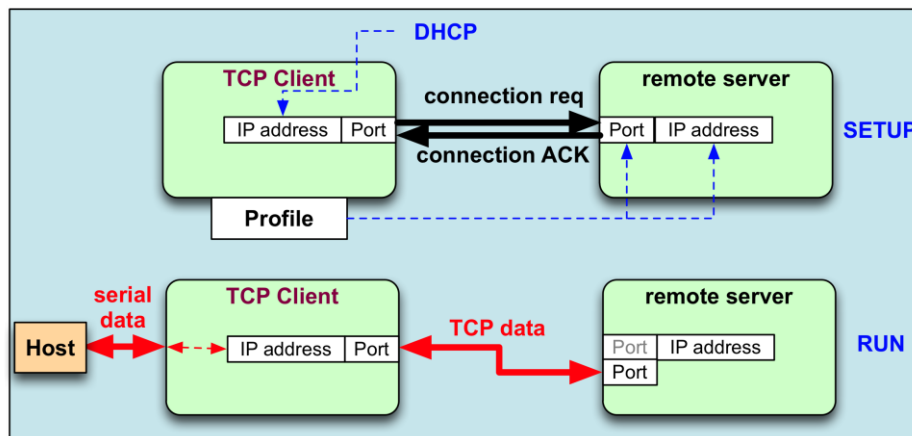 DHCP
TCP Client
remote server
connection req
IP address
Port
Port
IP address
SETUP
connection ACK
Profile
serial
data
TCP Client
remote server
TCP data
Host
IP address
Port
Port
IP address
RUN
Port